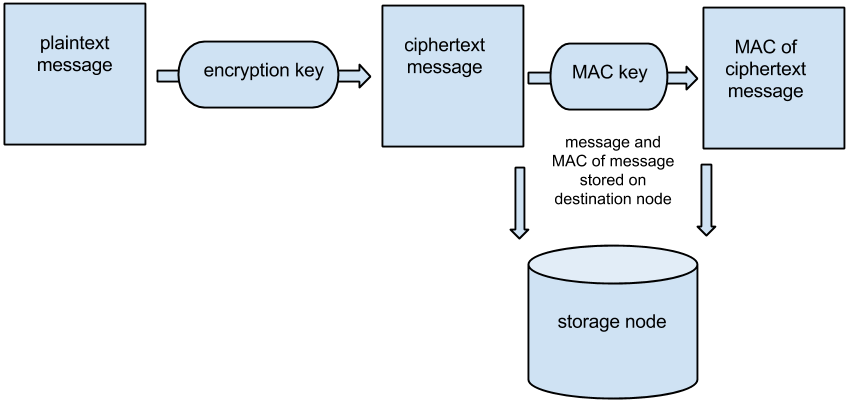 plaintext
message
encryption key
ciphertext
message
MAC key
MAC of
ciphertext
message
message and
MAC of message
stored on
destination node
storage node